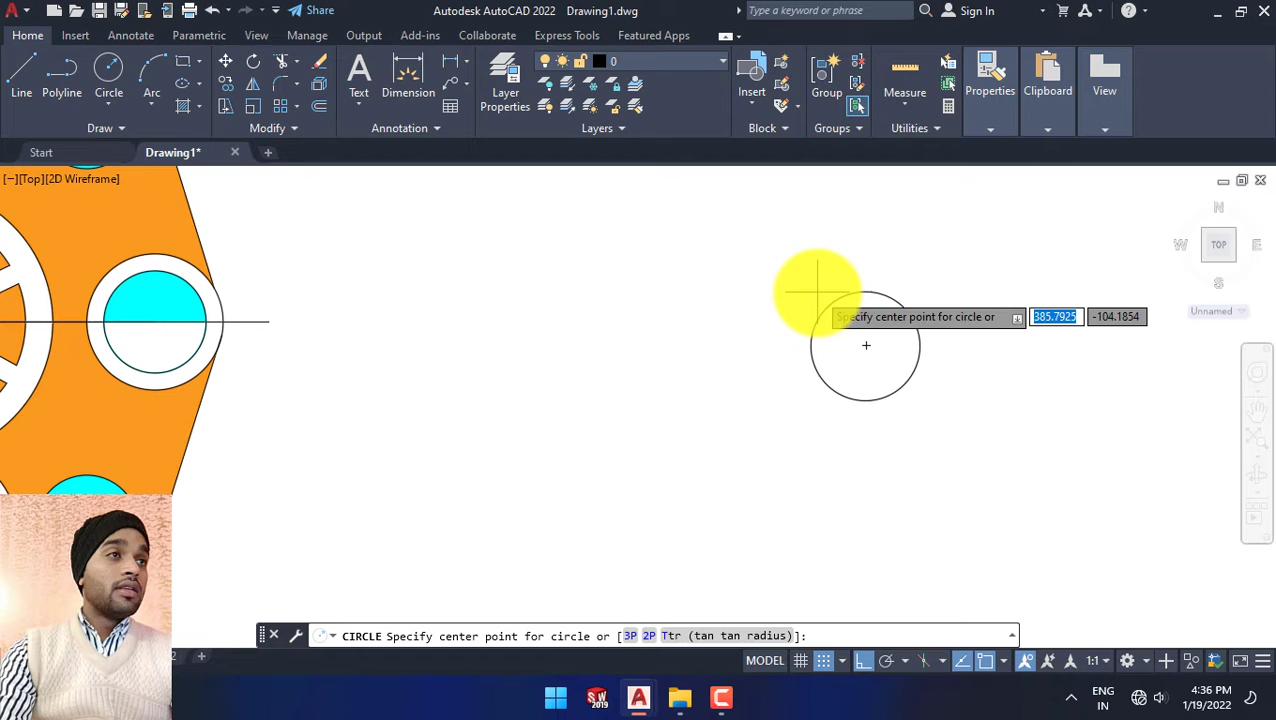 Share
Autodesk AutoCAD 2022 Drawing1.dwg
Type a keyword or phrase
Sign In
Home Insert Annotate Parametric View Manage Output Add-ins Collaborate Express Tools Featured Apps
0
Line Polyline Circle Arc
Text Dimension
Layer Properties
Insert
Group
Measure
Properties
Clipboard
View
Draw
Modify
Annotation
Layers
Block
Groups
Utilities
Start
Drawing1*
[−][Top][2D Wireframe]
N
W TOP E
S
Unnamed
Specify center point for circle or 385.7925 -104.1854
CIRCLE Specify center point for circle or [3P 2P Ttr (tan tan radius)]:
2
MODEL
1:1
A
SW
2019
A
C
ENG
IN
4:36 PM
1/19/2022